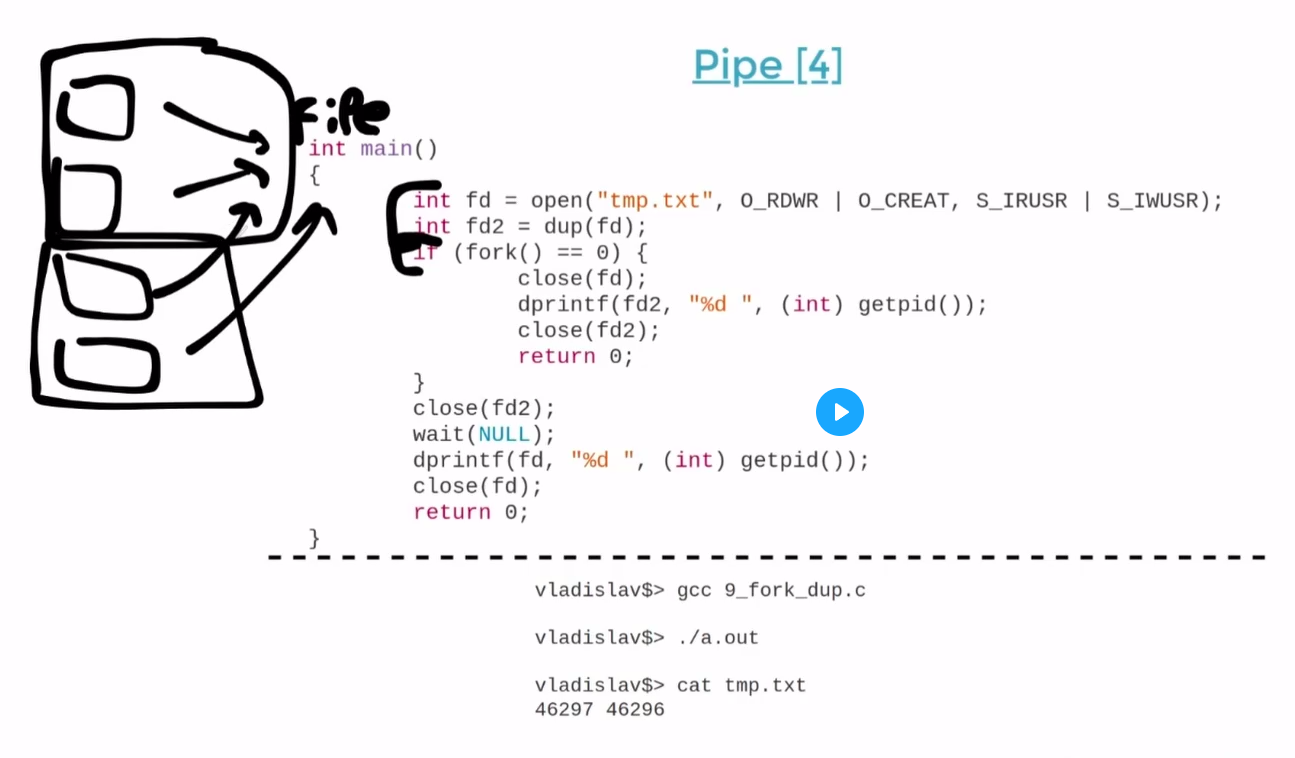 Pipe [4]
File
int main()
{
int fd = open("tmp.txt", O_RDWR | O_CREAT, S_IRUSR | S_IWUSR);
int fd2 = dup(fd);
if (fork() == 0) {
close(fd);
dprintf(fd2, "%d ", (int) getpid());
close(fd2);
return 0;
}
close(fd2);
wait(NULL);
dprintf(fd, "%d ", (int) getpid());
close(fd);
return 0;
}
vladislav$> gcc 9_fork_dup.c
vladislav$> ./a.out
vladislav$> cat tmp.txt
46297 46296